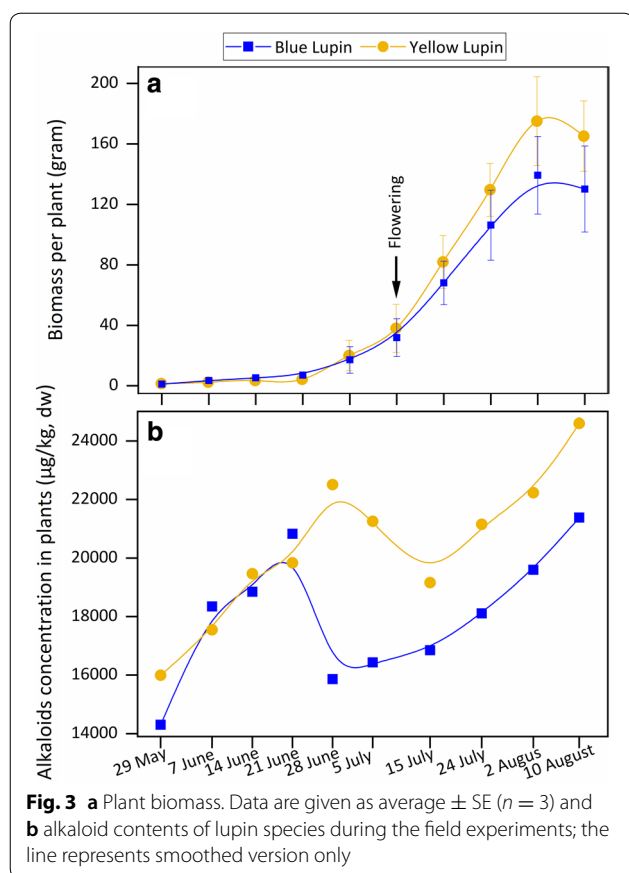 Blue Lupin Yellow Lupin
a
Biomass per plant (gram)
200
160
120
80
40
0
Flowering
b
Alkaloids concentration in plants (µg/kg, dw)
24000
22000
20000
18000
16000
14000
29 May 7 June 14 June 21 June 28 June 5 July 15 July 24 July 2 Augus 10 August
Fig. 3 a Plant biomass. Data are given as average ± SE (n = 3) and
b alkaloid contents of lupin species during the field experiments; the
line represents smoothed version only